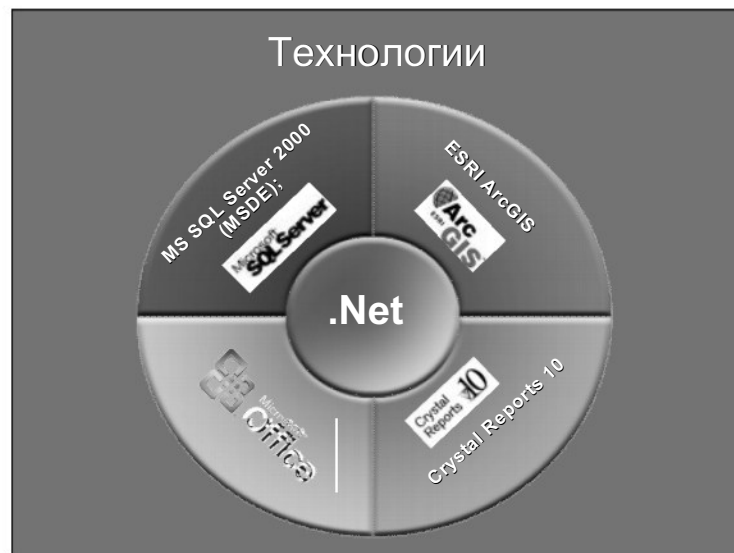 Технологии
MS SQL Server 2000
(MSDE);
Microsoft
SQL Server
ESRI ArcGIS
Arc
ESRI
GIS
.Net
Microsoft
Office
Crystal
Reports
10
Crystal Reports 10